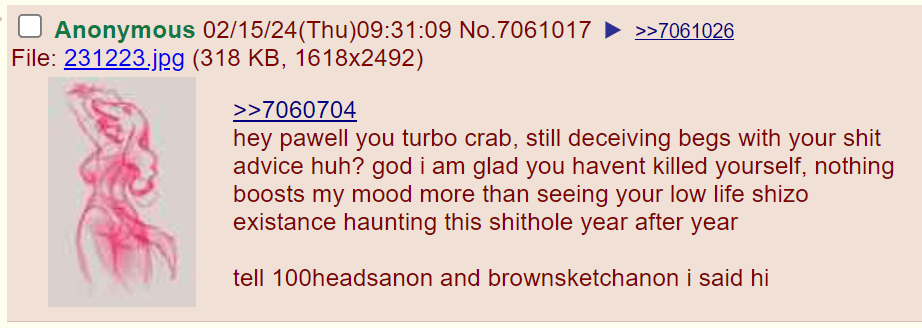 Anonymous 02/15/24(Thu)09:31:09 No.7061017 ▶ >>7061026
File: 231223.jpg (318 KB, 1618x2492)
>>7060704
hey pawell you turbo crab, still deceiving begs with your shit
advice huh? god i am glad you havent killed yourself, nothing
boosts my mood more than seeing your low life shizo
existance haunting this shithole year after year
tell 100headsanon and brownsketchanon i said hi